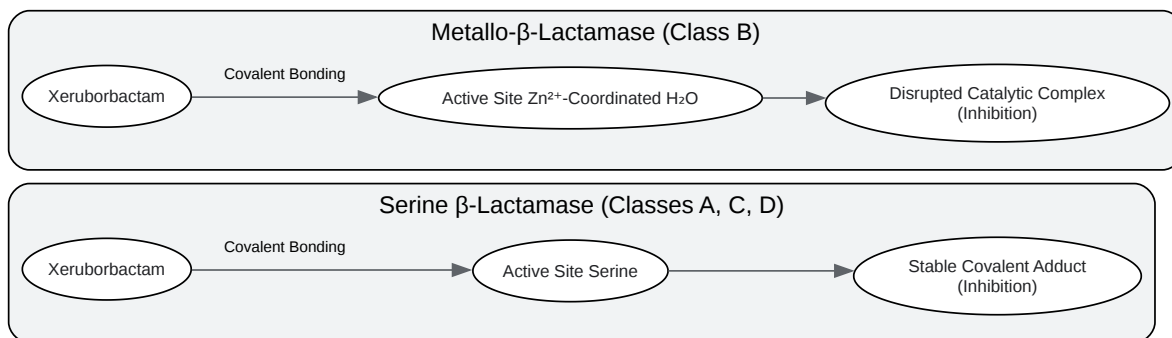 Metallo-β-Lactamase (Class B)
Xeruborbactam
Covalent Bonding
Active Site Zn²⁺-Coordinated H₂O
Disrupted Catalytic Complex
(Inhibition)
Serine β-Lactamase (Classes A, C, D)
Xeruborbactam
Covalent Bonding
Active Site Serine
Stable Covalent Adduct
(Inhibition)